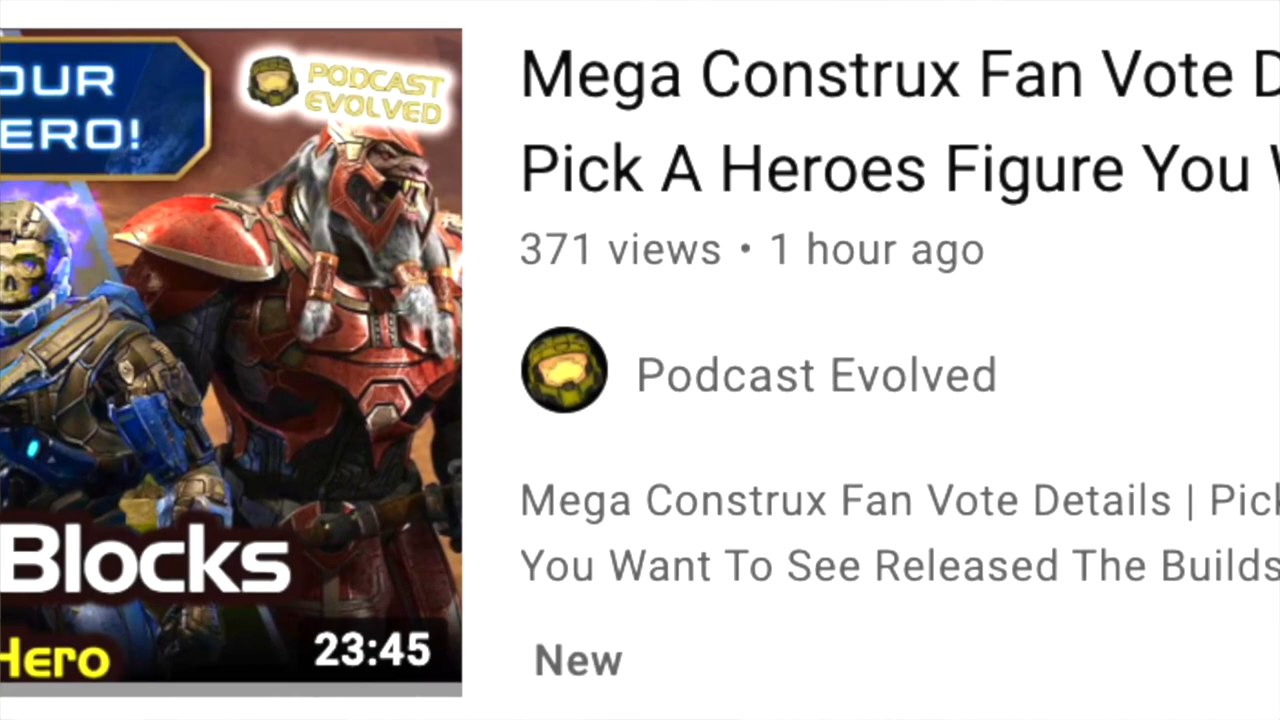 OUR
ERO!
PODCAST
EVOLVED
Blocks
Hero
23:45
Mega Construx Fan Vote D
Pick A Heroes Figure You W
371 views • 1 hour ago
Podcast Evolved
Mega Construx Fan Vote Details | Pick
You Want To See Released The Builds
New